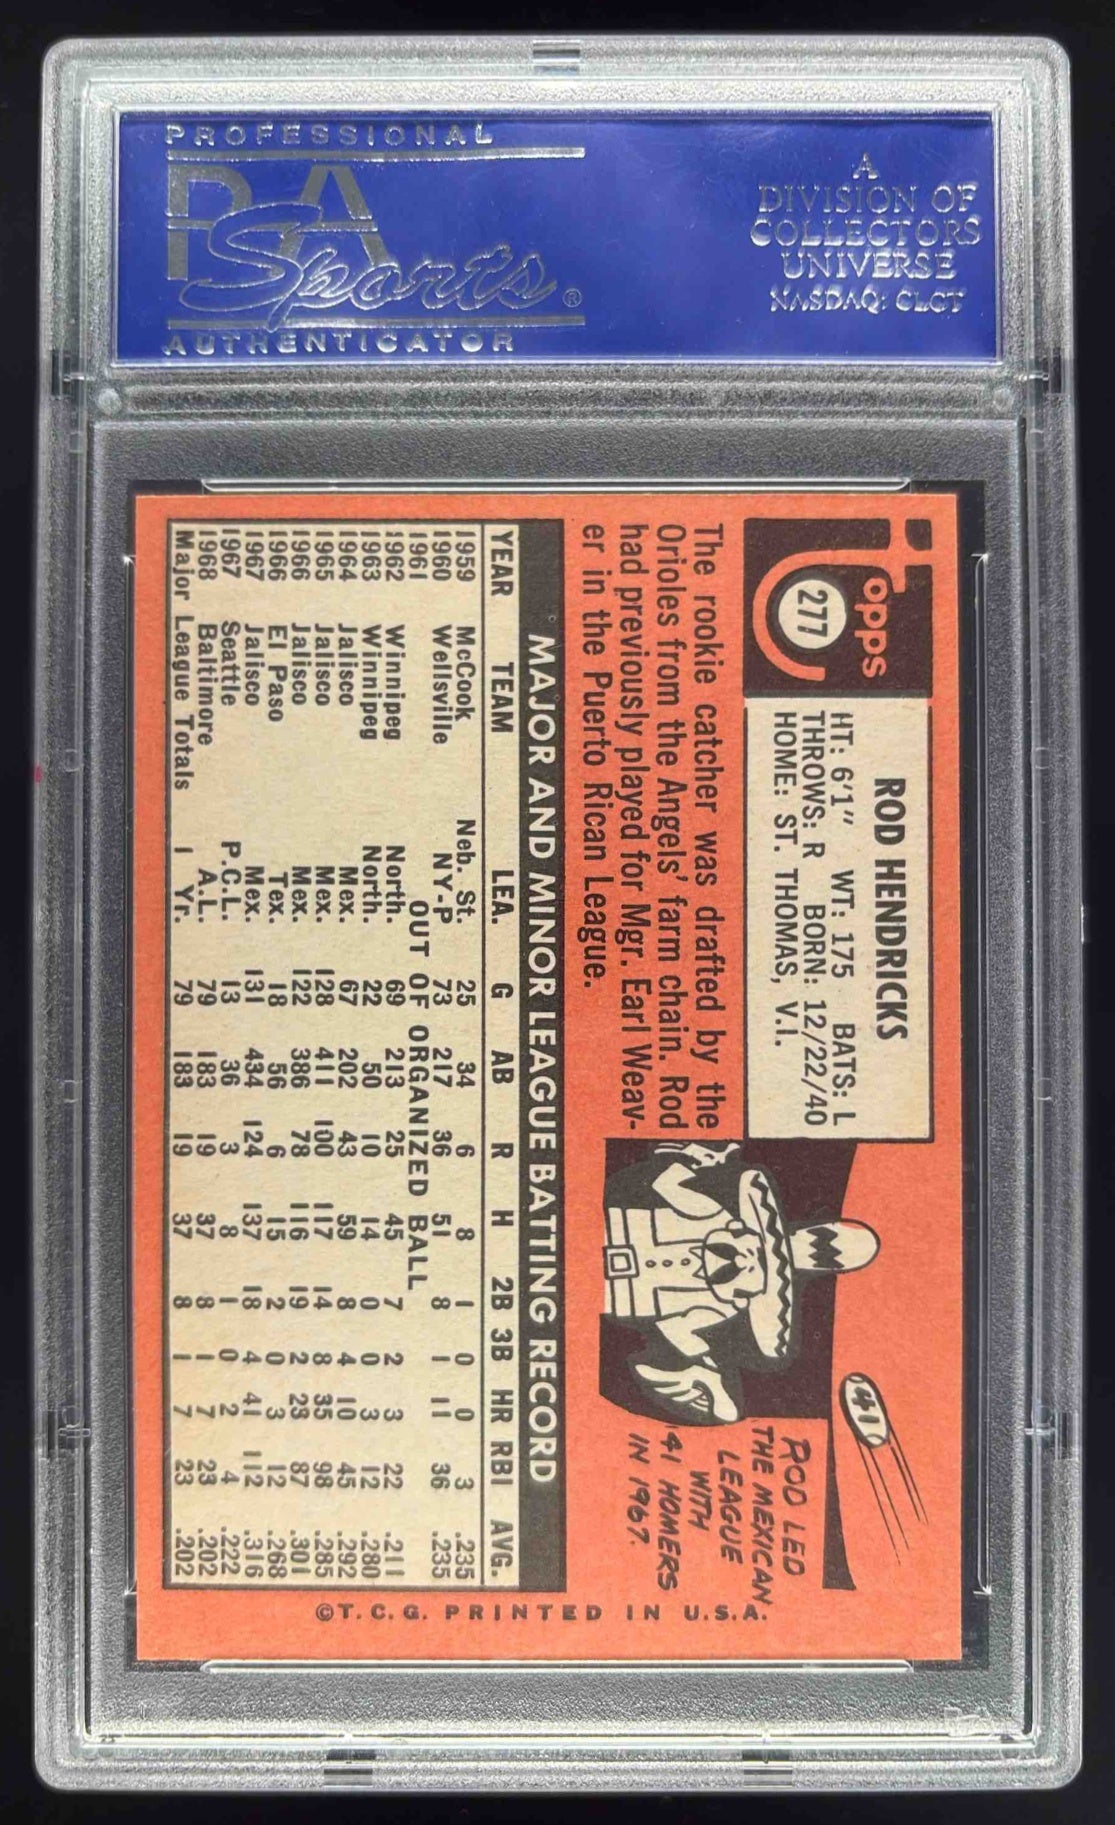 PROFESSIONAL
PSA
Sports®
AUTHENTICATOR
A
DIVISION OF
COLLECTORS
UNIVERSE
NASDAQ: CLCT
Topps
277
ROD HENDRICKS
HT: 6'1" WT: 175 BATS: L
THROWS: R BORN: 12/22/40
HOME: ST. THOMAS, V.I.
The rookie catcher was drafted by the
Orioles from the Angels' farm chain. Rod
had previously played for Mgr. Earl Weav-
er in the Puerto Rican League.
41
ROD LED
THE MEXICAN
LEAGUE
WITH
41 HOMERS
IN 1967.
MAJOR AND MINOR LEAGUE BATTING RECORD
YEAR TEAM LEA. G AB R H 2B 3B HR RBI AVG.
1959 McCook Neb. St. 25 34 6 8 1 0 0 3 .235
1960 Wellsville NY-P 73 217 36 51 8 1 11 36 .235
1961 OUT OF ORGANIZED BALL
1962 Winnipeg North. 69 213 25 45 7 2 3 22 .211
1963 Winnipeg North. 22 50 10 14 0 0 3 12 .280
1964 Jalisco Mex. 67 202 43 59 8 4 10 45 .292
1965 Jalisco Mex. 128 411 100 117 14 8 35 98 .285
1966 Jalisco Mex. 122 386 78 116 19 2 23 87 .301
1966 El Paso Tex. 18 56 6 15 2 0 3 12 .268
1967 Jalisco Mex. 131 434 124 137 18 4 41 112 .316
1967 Seattle P.C.L. 13 36 3 8 1 0 2 4 .222
1968 Baltimore A.L. 79 183 19 37 8 1 7 23 .202
Major League Totals 1 Yr. 79 183 19 37 8 1 7 23 .202
©T.C.G. PRINTED IN U.S.A.
PSA